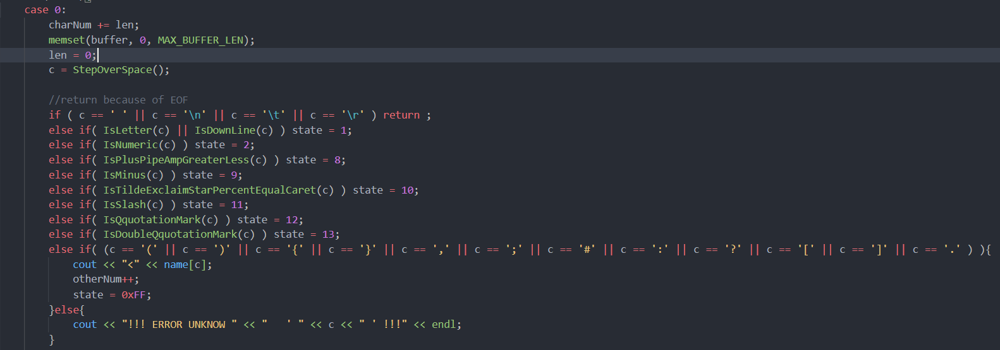 case 0:
charNum += len;
memset(buffer, 0, MAX_BUFFER_LEN);
len = 0;
c = StepOverSpace();
//return because of EOF
if ( c == ' ' || c == '\n' || c == '\t' || c == '\r' ) return ;
else if( IsLetter(c) || IsDownLine(c) ) state = 1;
else if( IsNumeric(c) ) state = 2;
else if( IsPlusPipeAmpGreaterLess(c) ) state = 8;
else if( IsMinus(c) ) state = 9;
else if( IsTildeExclaimStarPercentEqualCaret(c) ) state = 10;
else if( IsSlash(c) ) state = 11;
else if( IsQquotationMark(c) ) state = 12;
else if( IsDoubleQquotationMark(c) ) state = 13;
else if( (c == '(' || c == ')' || c == '{' || c == '}' || c == ',' || c == ';' || c == '#' || c == ':' || c == '?' || c == '[' || c == ']' || c == '.' ) ){
cout << "<" << name[c];
otherNum++;
state = 0xFF;
}else{
cout << "!!! ERROR UNKNOW " << "   ' " << c << " ' !!!" << endl;
}